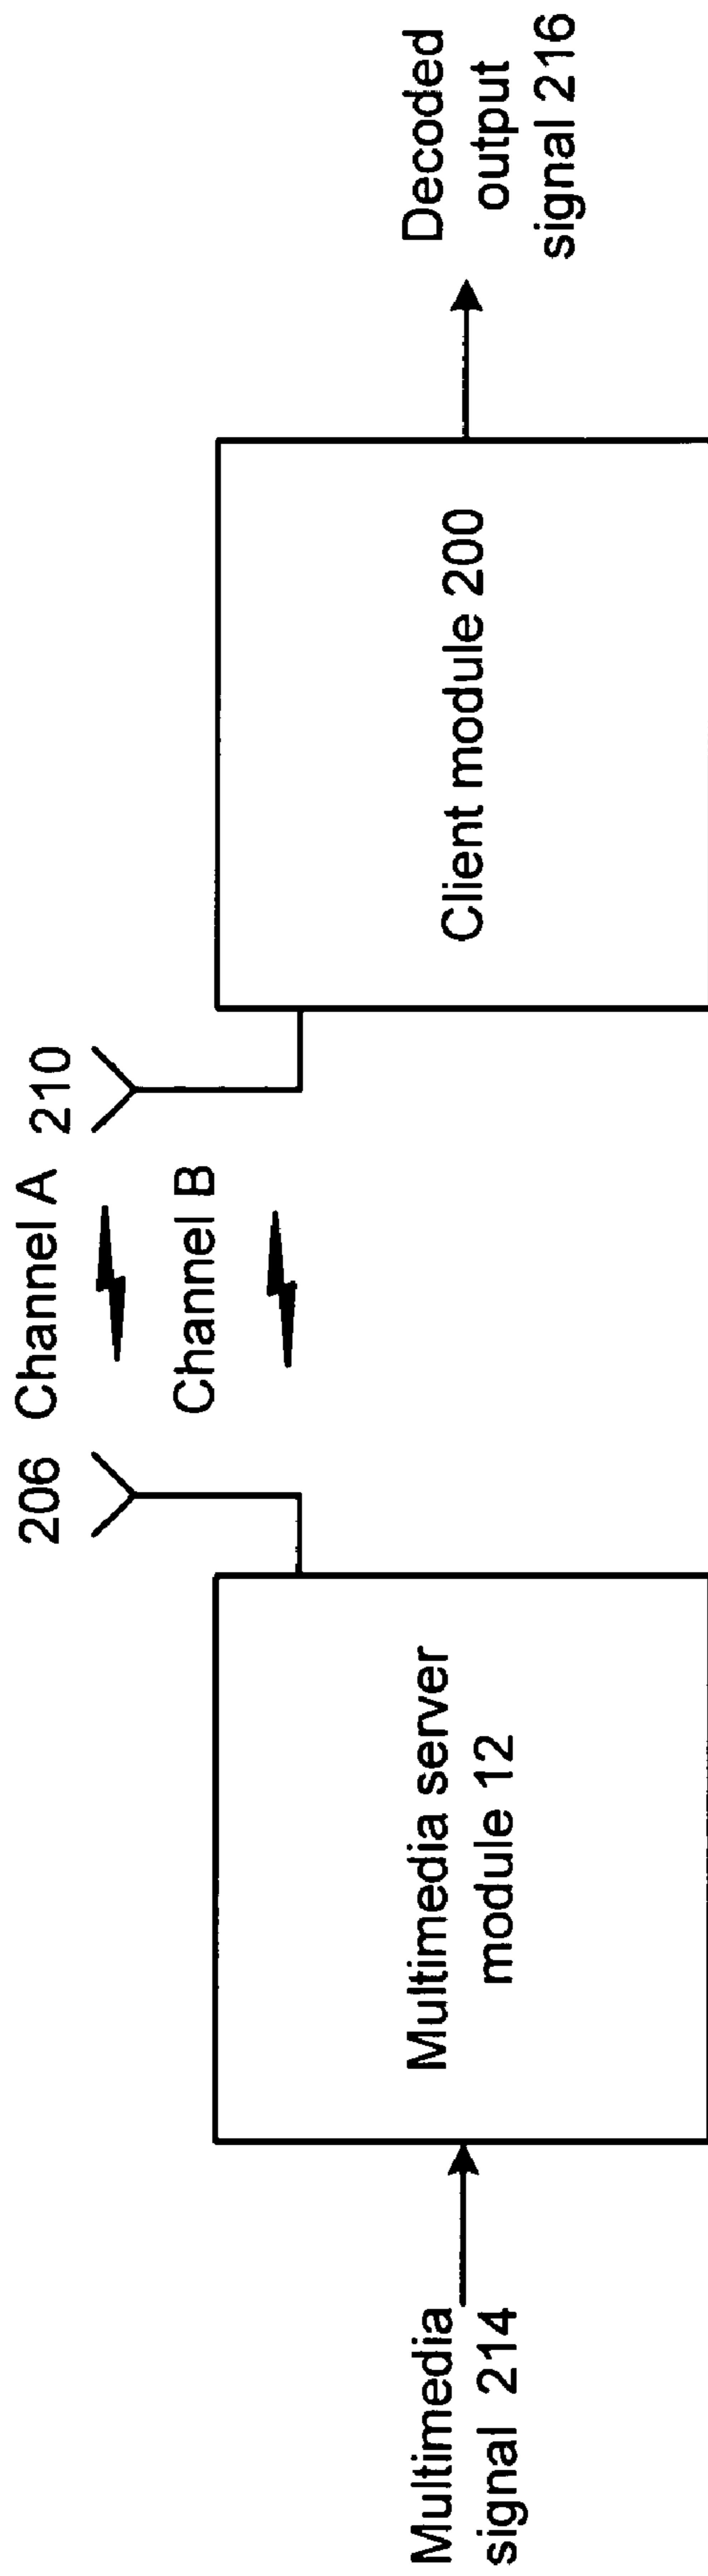 206
Channel A
210
Channel B
Multimedia
signal 214
Multimedia server
module 12
Client module 200
Decoded
output
signal 216